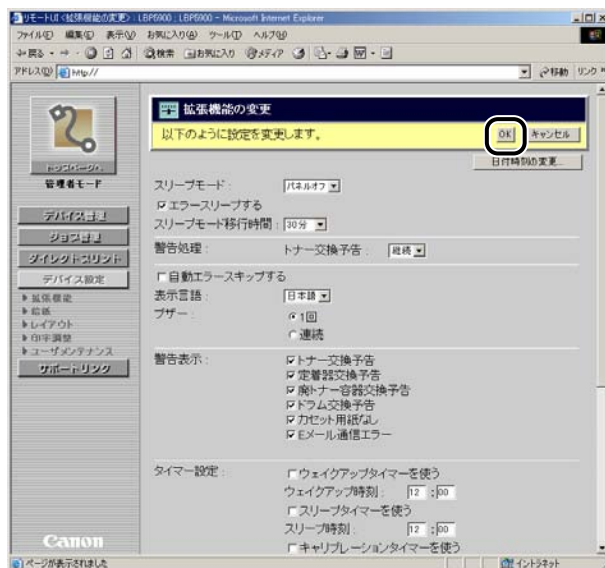 リモートUI <拡張機能の変更> : LBP5900 ; LBP5900 - Microsoft Internet Explorer
ファイル(F) 編集(E) 表示(V) お気に入り(A) ツール(T) ヘルプ(H)
戻る 検索 お気に入り メディア
アドレス(D) http:// 移動 リンク »
拡張機能の変更
以下のように設定を変更します。 OK キャンセル
日付時刻の変更...
トップページへ
管理者モード
デバイス管理
ジョブ管理
ダイレクトプリント
デバイス設定
拡張機能
給紙
レイアウト
印字調整
ユーザメンテナンス
サポートリンク
Canon
スリープモード : パネルオフ
エラースリープする
スリープモード移行時間 : 30分
警告処理 : トナー交換予告 : 継続
自動エラースキップする
表示言語 : 日本語
ブザー : 1回
連続
警告表示 : トナー交換予告
定着器交換予告
廃トナー容器交換予告
ドラム交換予告
カセット用紙なし
Eメール通信エラー
タイマー設定 : ウェイクアップタイマーを使う
ウェイクアップ時刻 : 12 : 00
スリープタイマーを使う
スリープ時刻 : 12 : 00
キャリブレーションタイマーを使う
ページが表示されました イントラネット